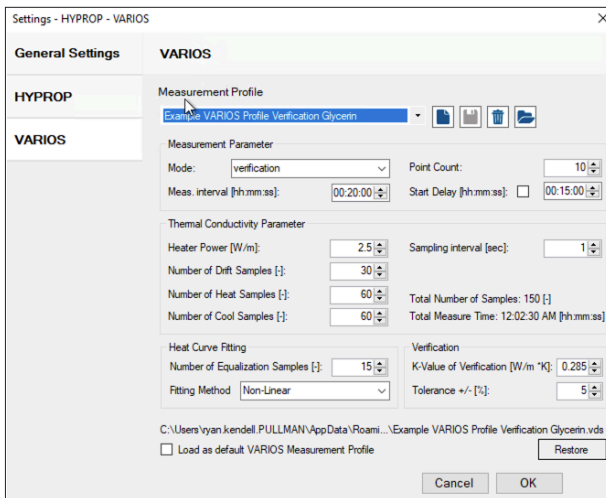 Settings - HYPROP - VARIOS
General Settings
HYPROP
VARIOS
VARIOS
Measurement Profile
Example VARIOS Profile Verification Glycerin
Measurement Parameter
Mode: verification Point Count: 10
Meas. interval [hh:mm:ss]: 00:20:00 Start Delay [hh:mm:ss]: 00:15:00
Thermal Conductivity Parameter
Heater Power [W/m]: 2.5 Sampling interval [sec]: 1
Number of Drift Samples [-]: 30
Number of Heat Samples [-]: 60 Total Number of Samples: 150 [-]
Number of Cool Samples [-]: 60 Total Measure Time: 12:02:30 AM [hh:mm:ss]
Heat Curve Fitting Verification
Number of Equalization Samples [-]: 15 K-Value of Verification [W/m *K]: 0.285
Fitting Method Non-Linear Tolerance +/- [%]: 5
C:\Users\ryan.kendell.PULLMAN\AppData\Roami...\Example VARIOS Profile Verification Glycerin.vds
Load as default VARIOS Measurement Profile Restore
Cancel OK